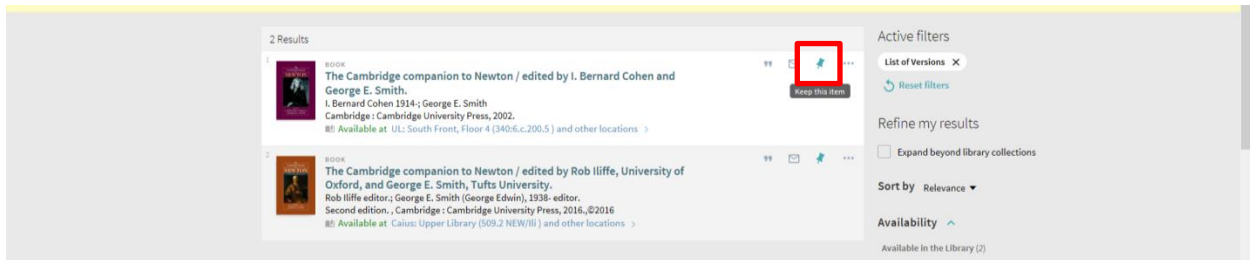 2 Results
1
BOOK
The Cambridge companion to Newton / edited by I. Bernard Cohen and
George E. Smith.
I. Bernard Cohen 1914-; George E. Smith
Cambridge : Cambridge University Press, 2002.
Available at UL: South Front, Floor 4 (340:6.c.200.5 ) and other locations >
Keep this item
2
BOOK
The Cambridge companion to Newton / edited by Rob Iliffe, University of
Oxford, and George E. Smith, Tufts University.
Rob Iliffe editor.; George E. Smith (George Edwin), 1938- editor.
Second edition. , Cambridge : Cambridge University Press, 2016.,©2016
Available at Caius: Upper Library (509.2 NEW/Ili ) and other locations >
Active filters
List of Versions X
Reset filters
Refine my results
Expand beyond library collections
Sort by Relevance
Availability
Available in the Library (2)